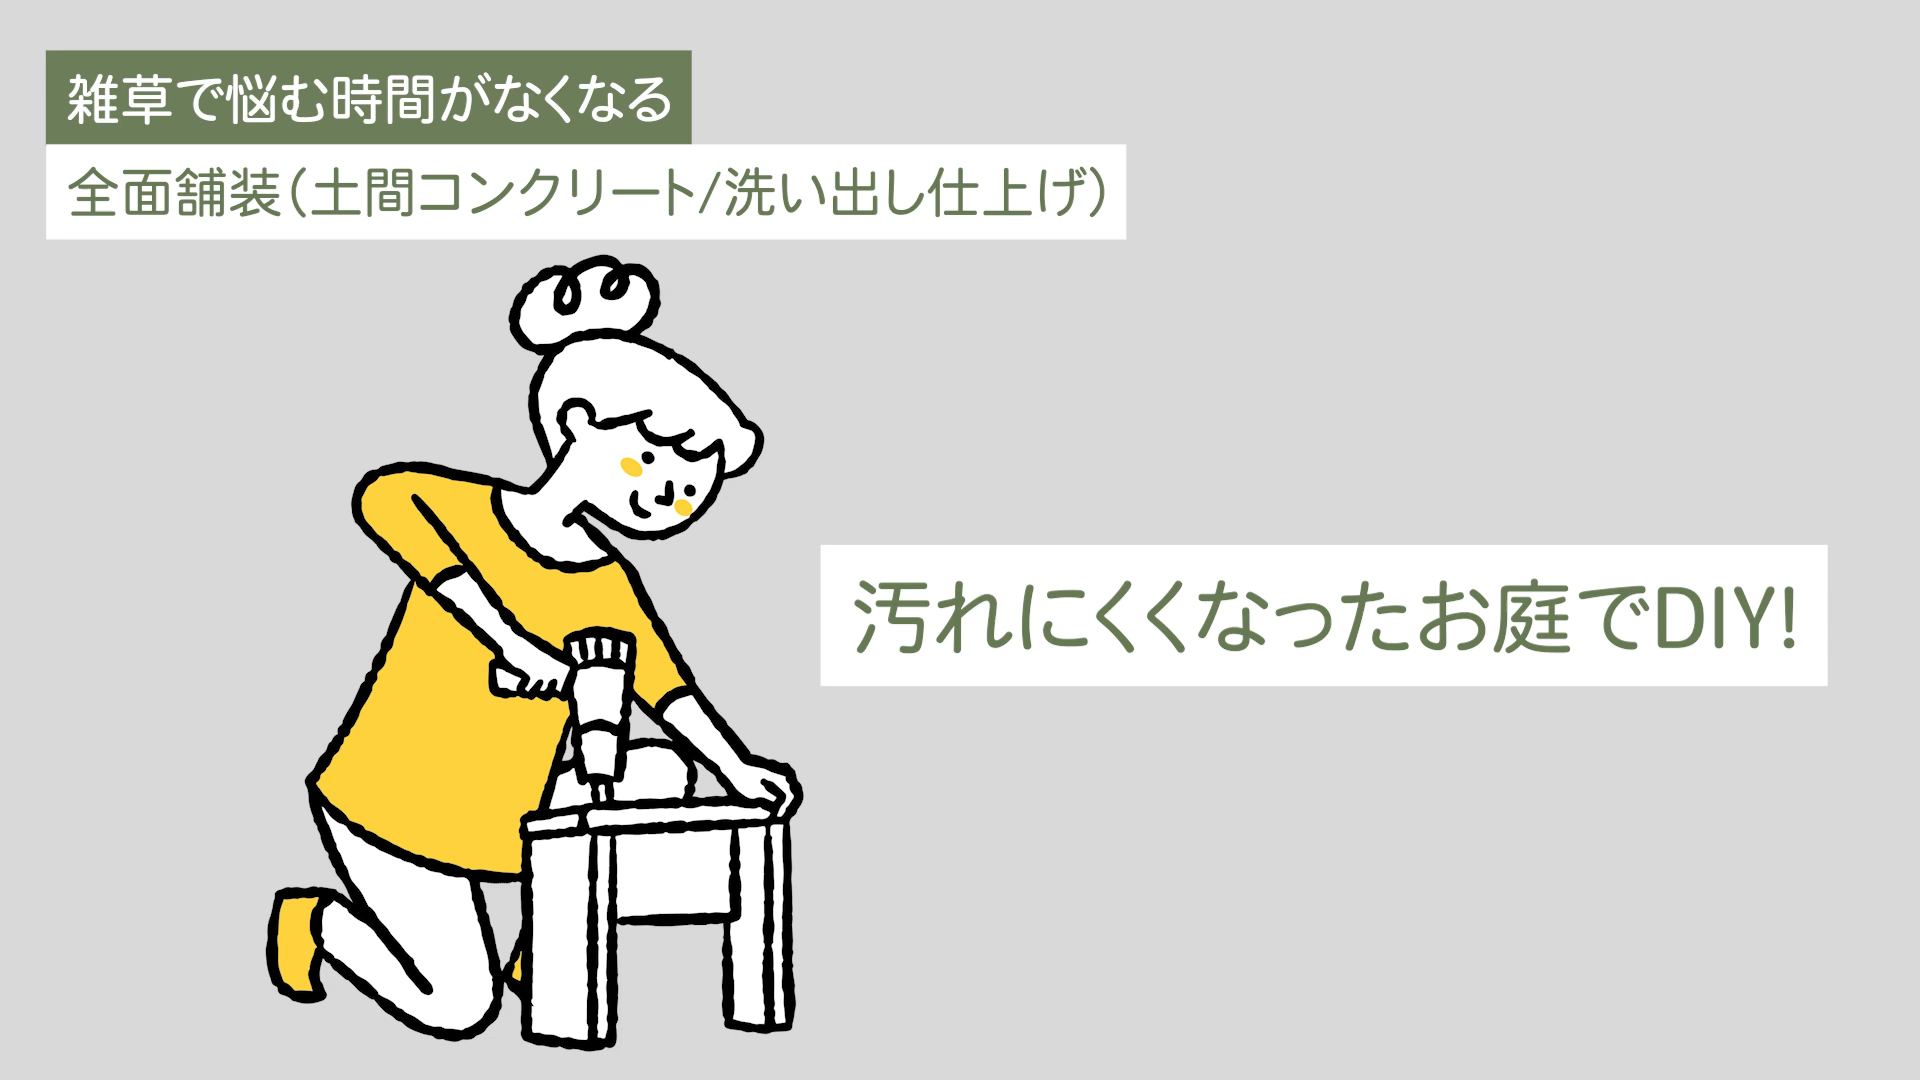 雑草で悩む時間がなくなる
全面舗装(土間コンクリート/洗い出し仕上げ)
汚れにくくなったお庭でDIY!